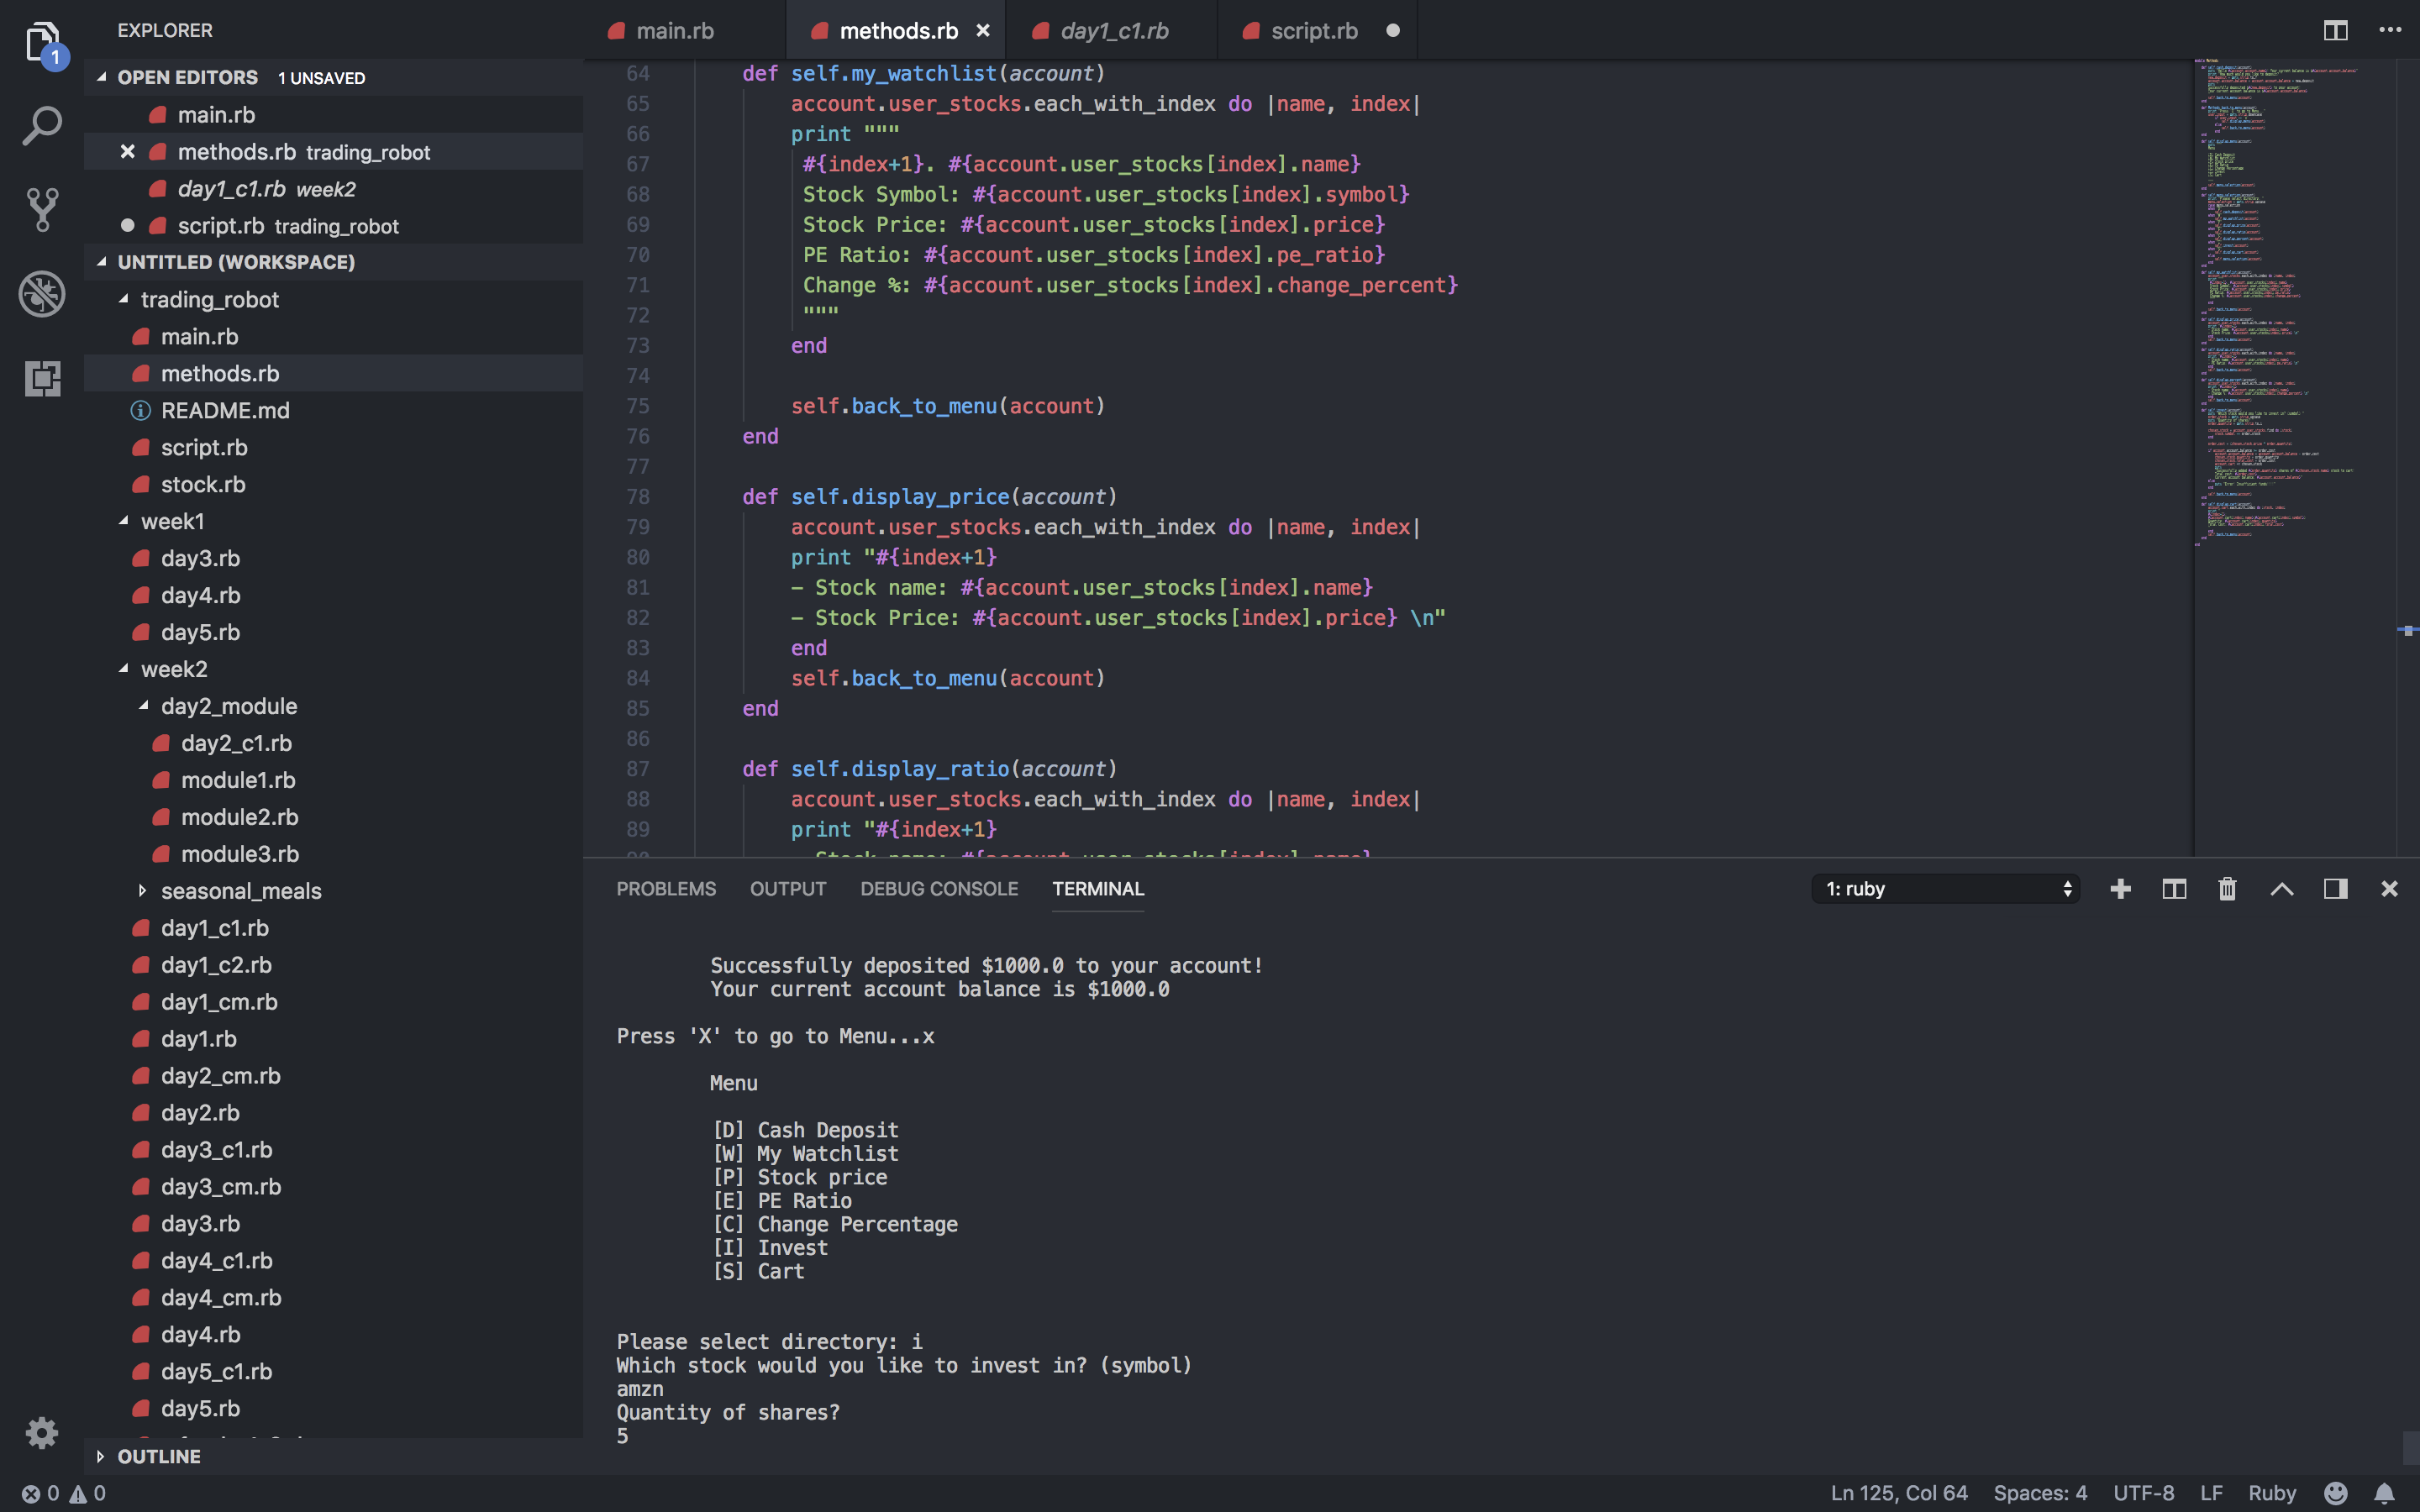 1
EXPLORER
OPEN EDITORS 1 UNSAVED
main.rb
methods.rb trading_robot
day1_c1.rb week2
script.rb trading_robot
UNTITLED (WORKSPACE)
trading_robot
main.rb
methods.rb
README.md
script.rb
stock.rb
week1
day3.rb
day4.rb
day5.rb
week2
day2_module
day2_c1.rb
module1.rb
module2.rb
module3.rb
seasonal_meals
day1_c1.rb
day1_c2.rb
day1_cm.rb
day1.rb
day2_cm.rb
day2.rb
day3_c1.rb
day3_cm.rb
day3.rb
day4_c1.rb
day4_cm.rb
day4.rb
day5_c1.rb
day5.rb
OUTLINE
main.rb methods.rb day1_c1.rb script.rb
64 def self.my_watchlist(account)
65 account.user_stocks.each_with_index do |name, index|
66 print """
67 #{index+1}. #{account.user_stocks[index].name}
68 Stock Symbol: #{account.user_stocks[index].symbol}
69 Stock Price: #{account.user_stocks[index].price}
70 PE Ratio: #{account.user_stocks[index].pe_ratio}
71 Change %: #{account.user_stocks[index].change_percent}
72 """
73 end
74
75 self.back_to_menu(account)
76 end
77
78 def self.display_price(account)
79 account.user_stocks.each_with_index do |name, index|
80 print "#{index+1}
81 - Stock name: #{account.user_stocks[index].name}
82 - Stock Price: #{account.user_stocks[index].price} \n"
83 end
84 self.back_to_menu(account)
85 end
86
87 def self.display_ratio(account)
88 account.user_stocks.each_with_index do |name, index|
89 print "#{index+1}
PROBLEMS OUTPUT DEBUG CONSOLE TERMINAL 1: ruby
Successfully deposited $1000.0 to your account!
Your current account balance is $1000.0
Press 'X' to go to Menu...x
Menu
[D] Cash Deposit
[W] My Watchlist
[P] Stock price
[E] PE Ratio
[C] Change Percentage
[I] Invest
[S] Cart
Please select directory: i
Which stock would you like to invest in? (symbol)
amzn
Quantity of shares?
5
0 0 Ln 125, Col 64 Spaces: 4 UTF-8 LF Ruby